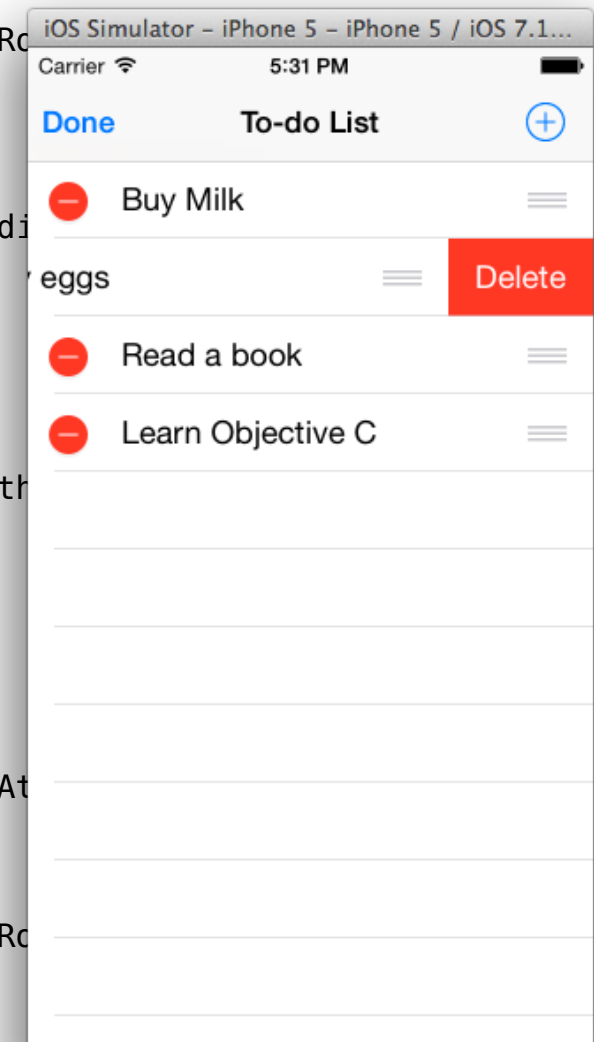 iOS Simulator – iPhone 5 – iPhone 5 / iOS 7.1...
Carrier 5:31 PM
Done To-do List
Buy Milk
eggs Delete
Read a book
Learn Objective C